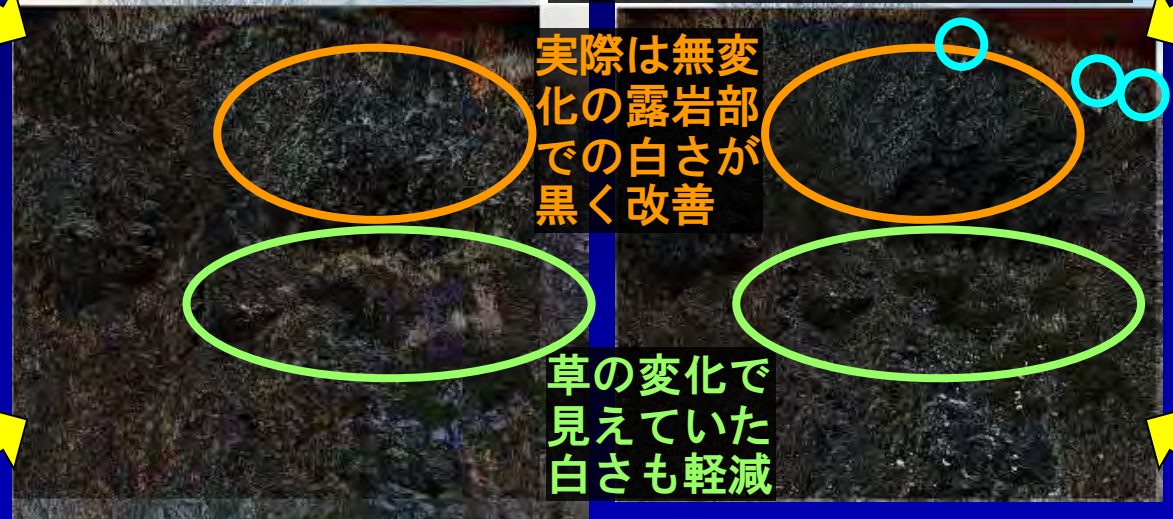 実際は無変
化の露岩部
での白さが
黒く改善
草の変化で
見えていた
白さも軽減